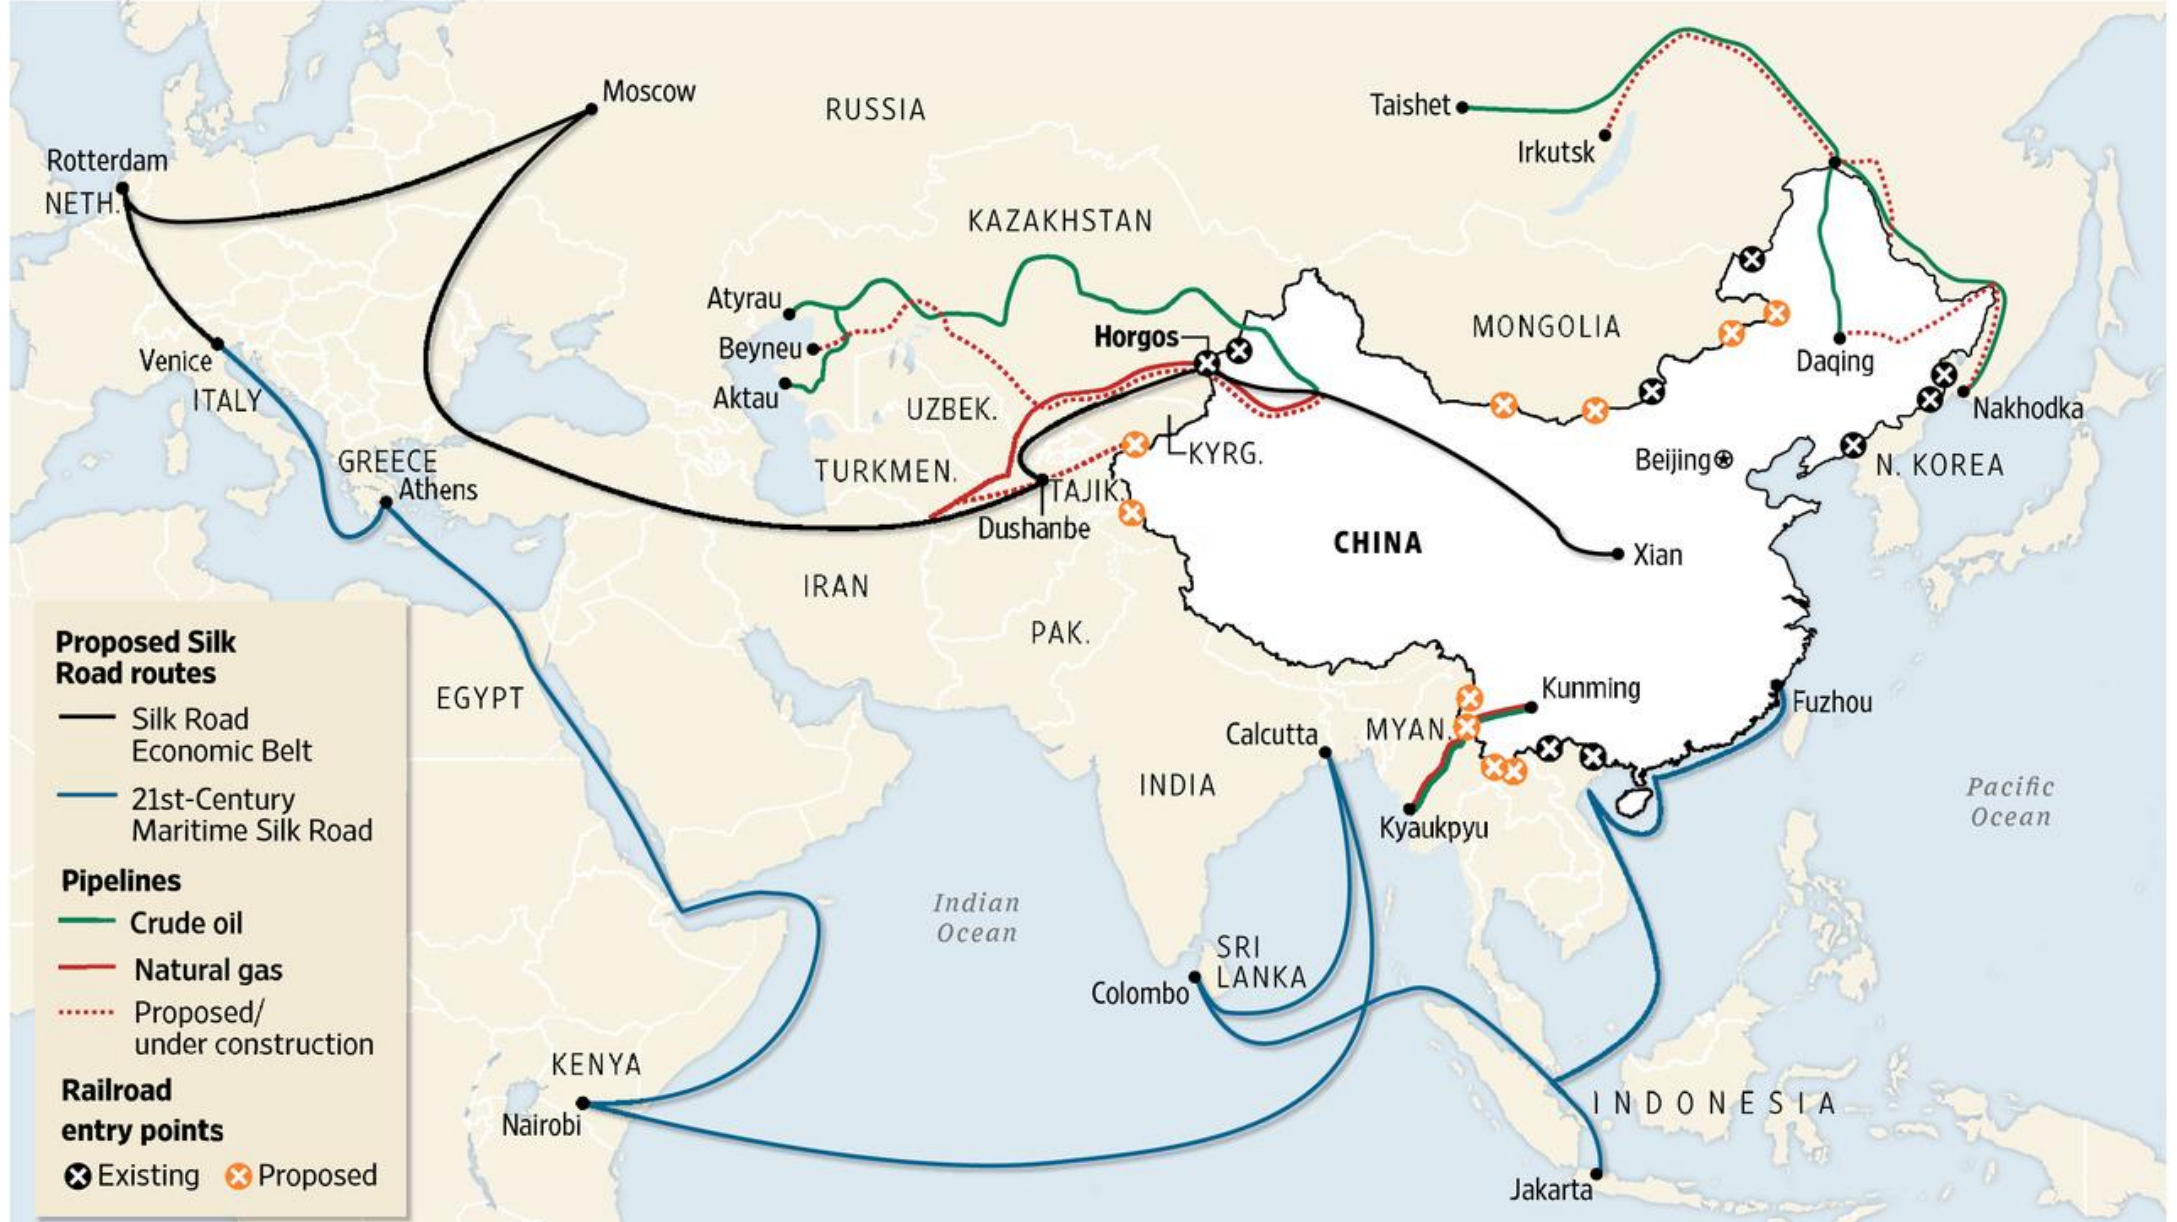 Moscow
RUSSIA
Taishet
Irkutsk
Rotterdam
NETH.
KAZAKHSTAN
Atyrau
Beyneu
Aktau
Horgos
MONGOLIA
Daqing
Nakhodka
Venice
ITALY
UZBEK.
KYRG.
GREECE
Athens
TURKMEN.
TAJIK.
Dushanbe
Beijing
N. KOREA
CHINA
Xian
IRAN
PAK.
EGYPT
Kunming
Fuzhou
Calcutta
MYAN.
INDIA
Kyaukpyu
Pacific
Ocean
Indian
Ocean
SRI
LANKA
Colombo
KENYA
Nairobi
INDONESIA
Jakarta
Proposed Silk
Road routes
Silk Road
Economic Belt
21st-Century
Maritime Silk Road
Pipelines
Crude oil
Natural gas
Proposed/
under construction
Railroad
entry points
Existing
Proposed